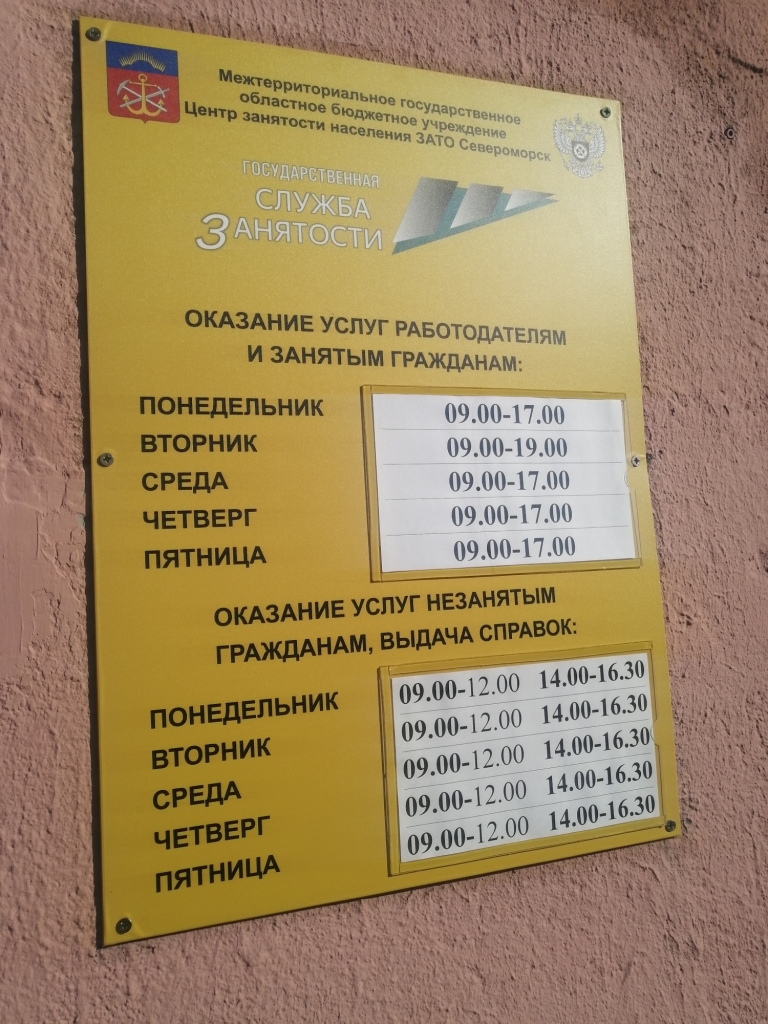 Межтерриториальное государственное
областное бюджетное учреждение
Центр занятости населения ЗАТО Североморск
ГОСУДАРСТВЕННАЯ
СЛУЖБА
ЗАНЯТОСТИ
ОКАЗАНИЕ УСЛУГ РАБОТОДАТЕЛЯМ
И ЗАНЯТЫМ ГРАЖДАНАМ:
ПОНЕДЕЛЬНИК 09.00-17.00
ВТОРНИК 09.00-19.00
СРЕДА 09.00-17.00
ЧЕТВЕРГ 09.00-17.00
ПЯТНИЦА 09.00-17.00
ОКАЗАНИЕ УСЛУГ НЕЗАНЯТЫМ
ГРАЖДАНАМ, ВЫДАЧА СПРАВОК:
ПОНЕДЕЛЬНИК 09.00-12.00 14.00-16.30
ВТОРНИК 09.00-12.00 14.00-16.30
СРЕДА 09.00-12.00 14.00-16.30
ЧЕТВЕРГ 09.00-12.00 14.00-16.30
ПЯТНИЦА 09.00-12.00 14.00-16.30